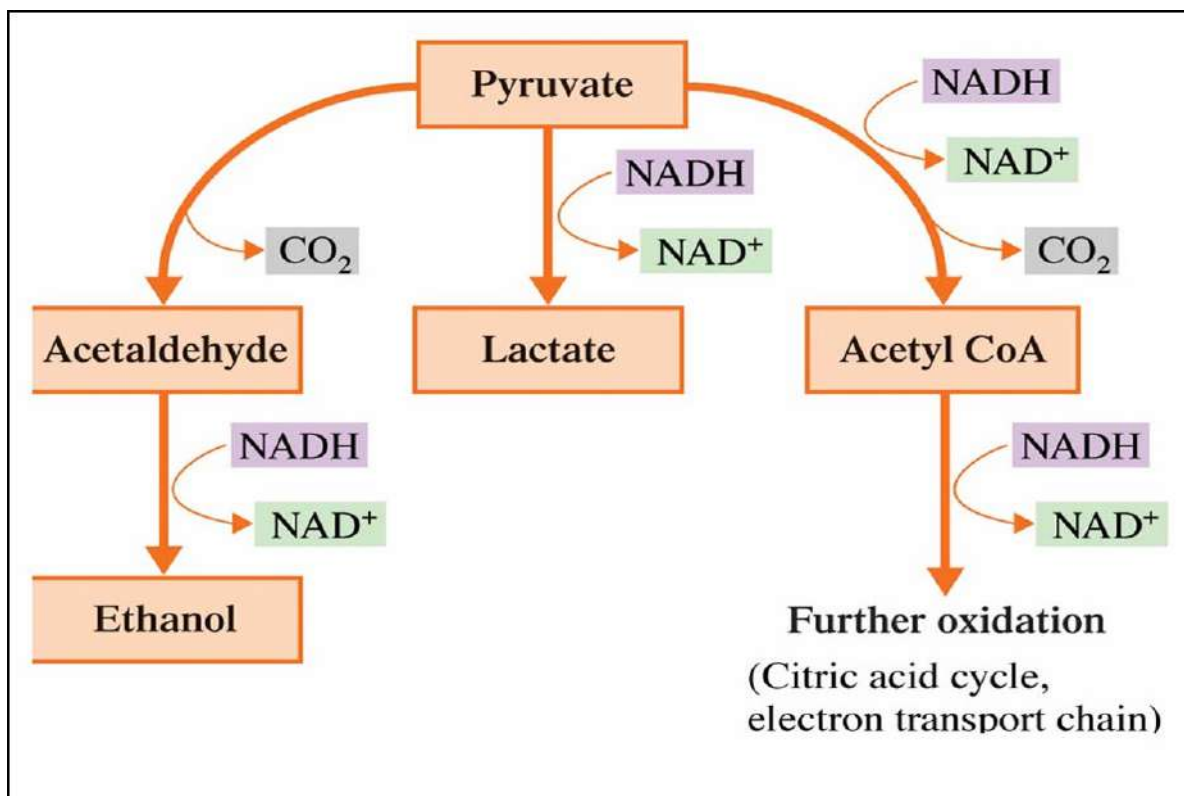 Pyruvate
NADH
NAD⁺
NADH
NAD⁺
CO₂
CO₂
Acetaldehyde
Lactate
Acetyl CoA
NADH
NAD⁺
NADH
NAD⁺
Ethanol
Further oxidation
(Citric acid cycle,
electron transport chain)